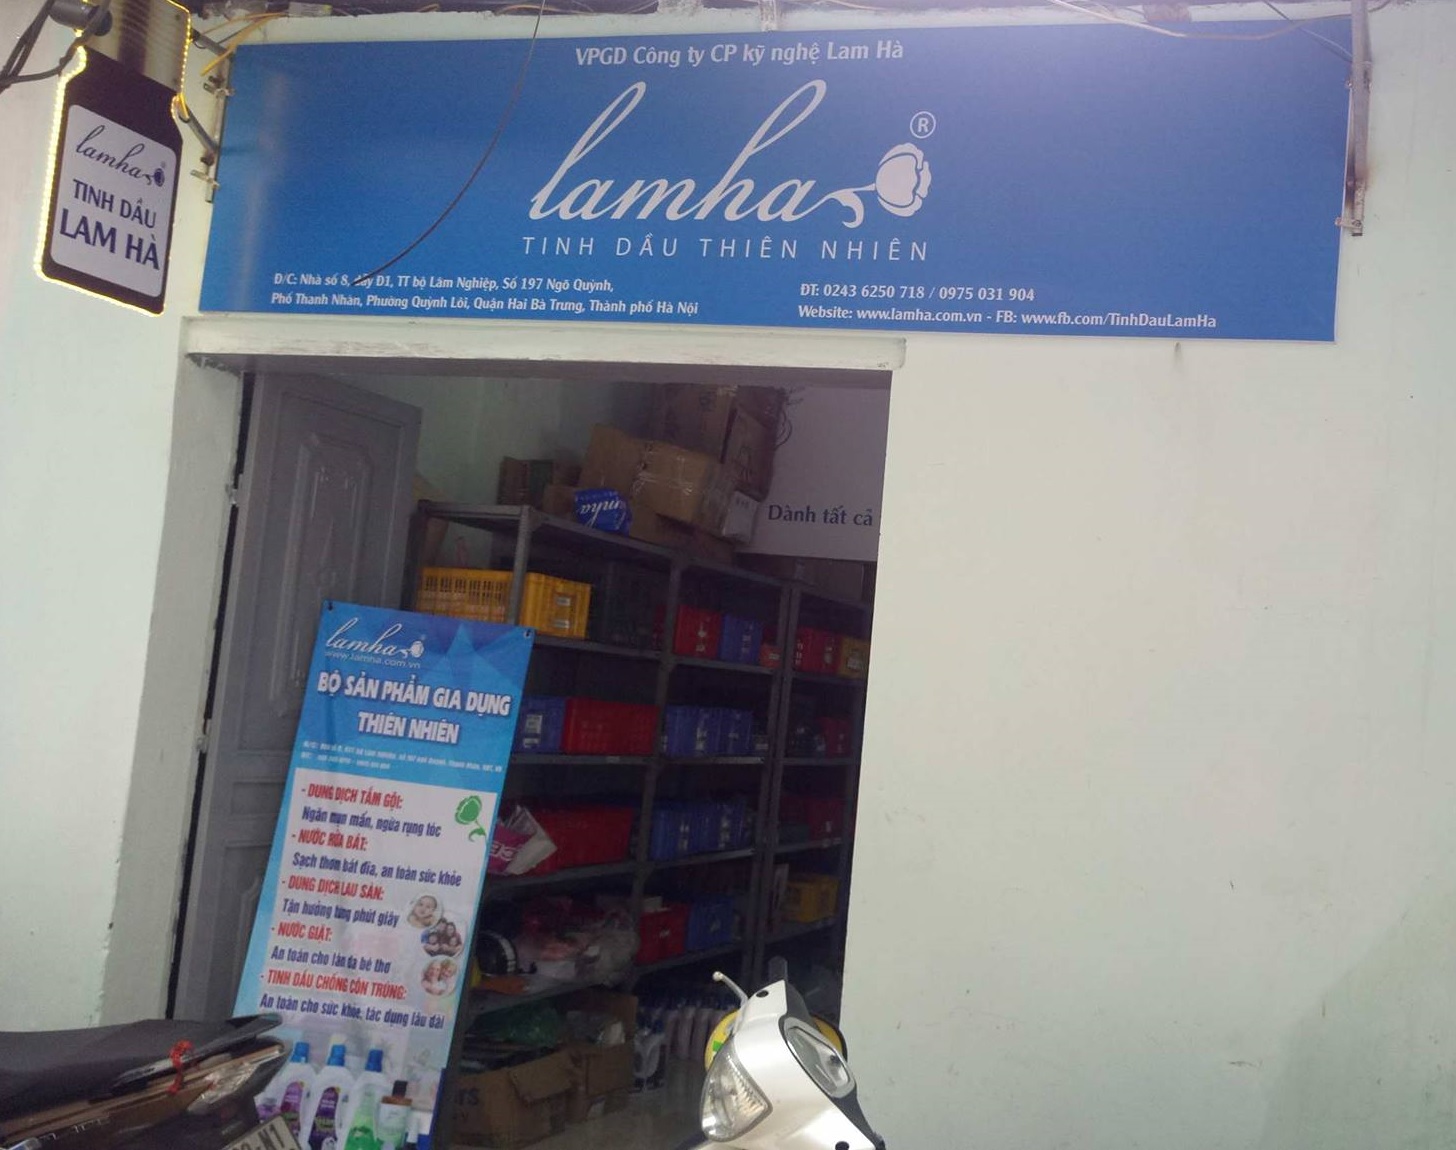 VPGD Công ty CP kỹ nghệ Lam Hà
lamha ®
TINH DẦU THIÊN NHIÊN
Đ/C: Nhà số 8, dãy Đ1, TT bộ Lâm Nghiệp, Số 197 Ngõ Quỳnh,
Phố Thanh Nhàn, Phường Quỳnh Lôi, Quận Hai Bà Trưng, Thành phố Hà Nội
ĐT: 0243 6250 718 / 0975 031 904
Website: www.lamha.com.vn - FB: www.fb.com/TinhDauLamHa
lamha
TINH DẦU
LAM HÀ
Dành tất cả
lamha
www.lamha.com.vn
BỘ SẢN PHẨM GIA DỤNG
THIÊN NHIÊN
- DUNG DỊCH TẮM GỘI:
Ngăn mụn mẩn, ngừa rụng tóc
- NƯỚC RỬA BÁT:
Sạch thơm bát đĩa, an toàn sức khỏe
- DUNG DỊCH LAU SÀN:
Tận hưởng từng phút giây
- NƯỚC GIẶT:
An toàn cho làn da bé thơ
- TINH DẦU CHỐNG CÔN TRÙNG:
An toàn cho sức khỏe, tác dụng lâu dài